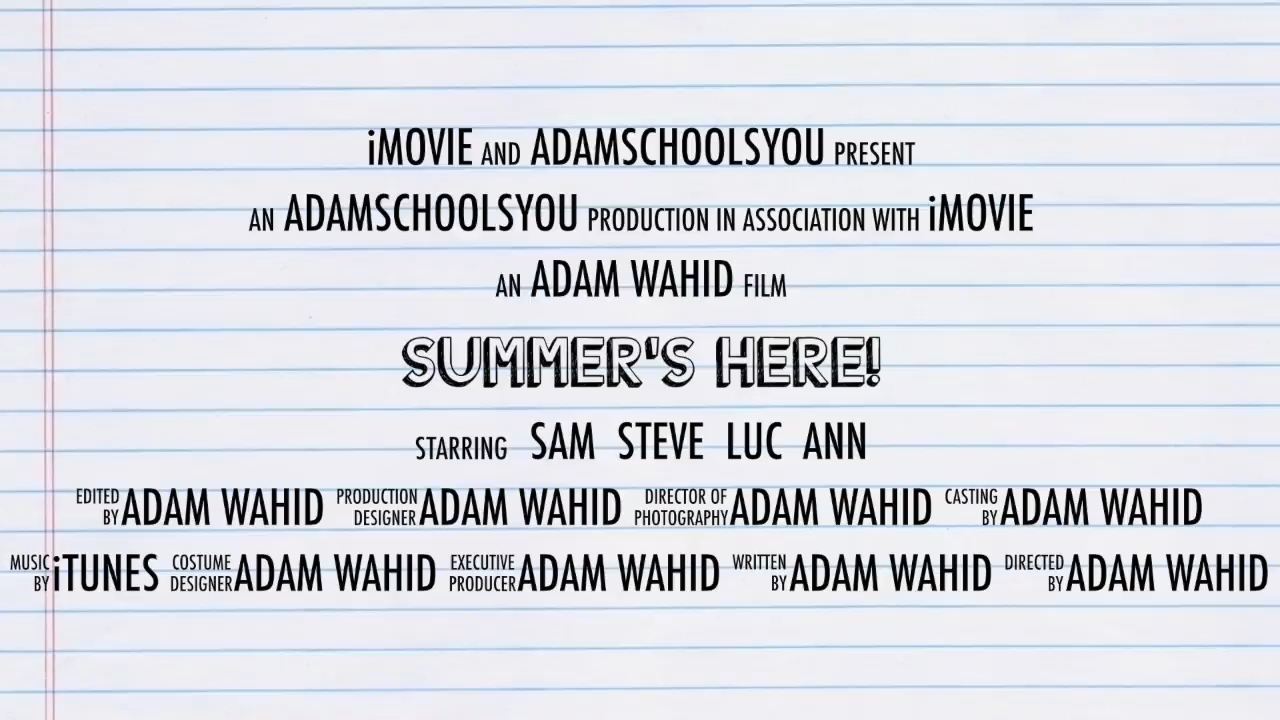 iMOVIE AND ADAMSCHOOLSYOU PRESENT
AN ADAMSCHOOLSYOU PRODUCTION IN ASSOCIATION WITH iMOVIE
AN ADAM WAHID FILM
SUMMER'S HERE!
STARRING SAM STEVE LUC ANN
EDITED BY ADAM WAHID PRODUCTION DESIGNER ADAM WAHID DIRECTOR OF PHOTOGRAPHY ADAM WAHID CASTING BY ADAM WAHID
MUSIC BY iTUNES COSTUME DESIGNER ADAM WAHID EXECUTIVE PRODUCER ADAM WAHID WRITTEN BY ADAM WAHID DIRECTED BY ADAM WAHID